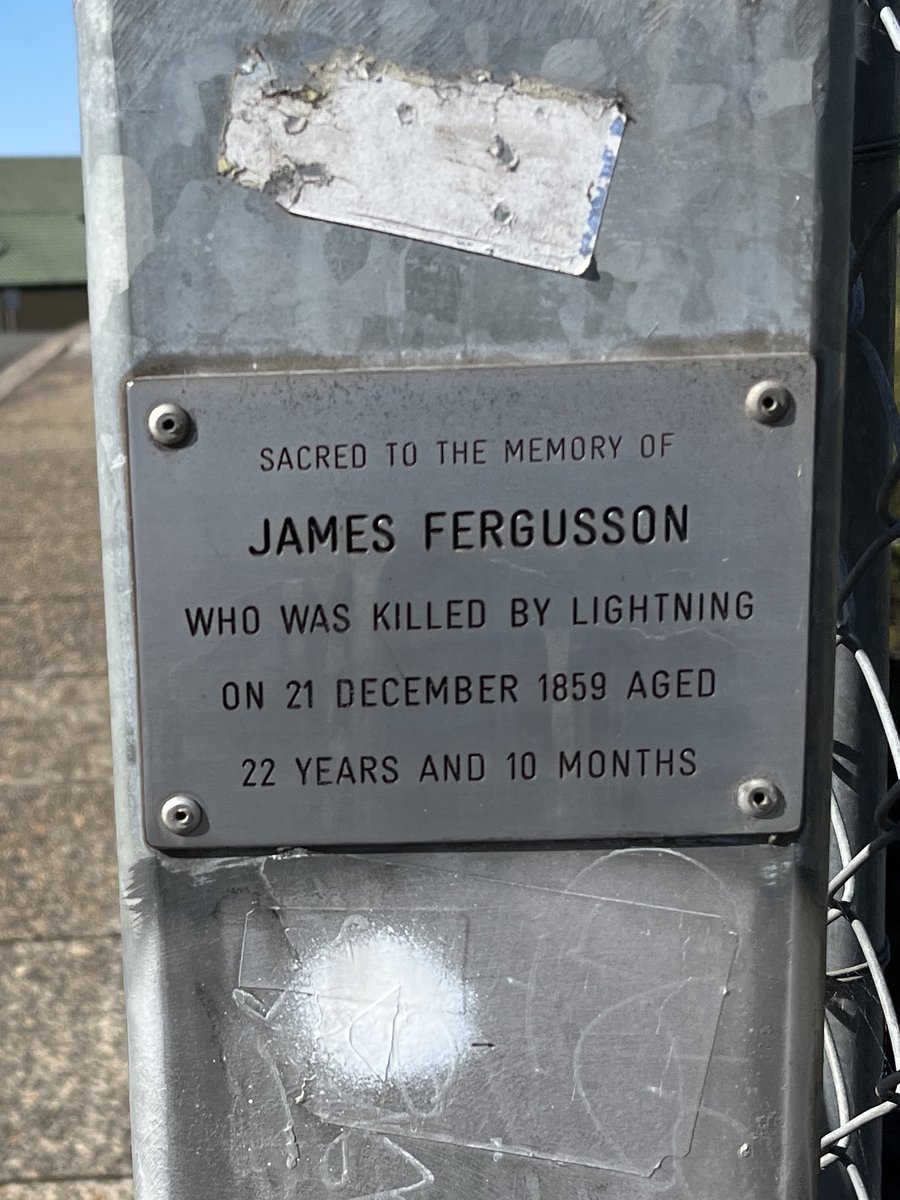 SACRED TO THE MEMORY OF
JAMES FERGUSSON
WHO WAS KILLED BY LIGHTNING
ON 21 DECEMBER 1859 AGED
22 YEARS AND 10 MONTHS